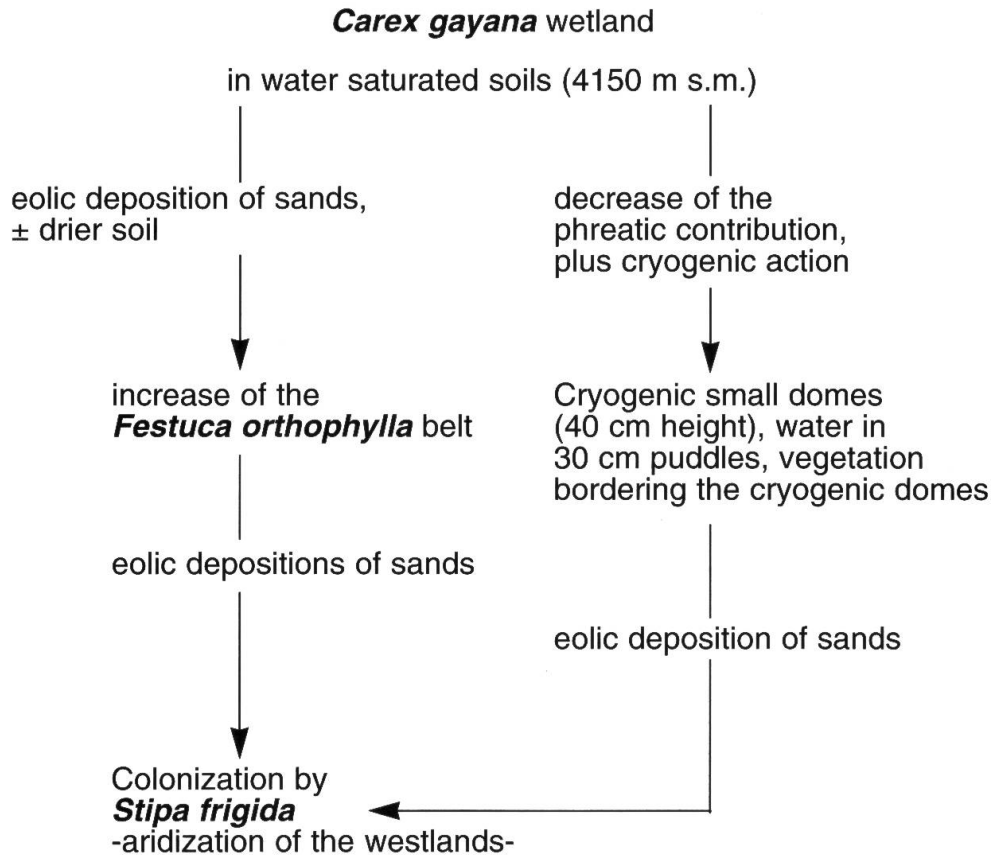 Carex gayana wetland
in water saturated soils (4150 m s.m.)
eolic deposition of sands,
± drier soil
decrease of the
phreatic contribution,
plus cryogenic action
increase of the
Festuca orthophylla belt
Cryogenic small domes
(40 cm height), water in
30 cm puddles, vegetation
bordering the cryogenic domes
eolic depositions of sands
eolic deposition of sands
Colonization by
Stipa frigida
-aridization of the westlands-